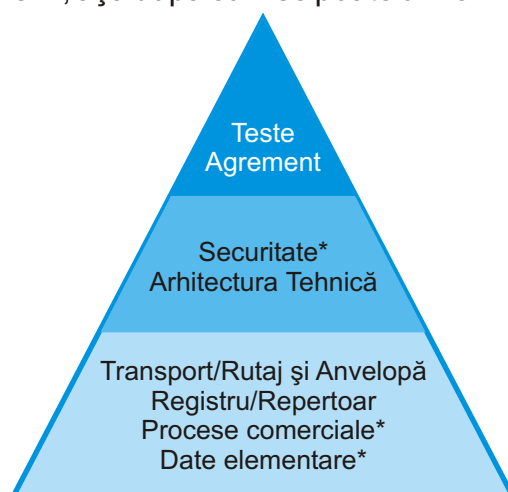 Teste
Agrement
Securitate*
Arhitectura Tehnică
Transport/Rutaj şi Anvelopă
Registru/Repertoar
Procese comerciale*
Date elementare*